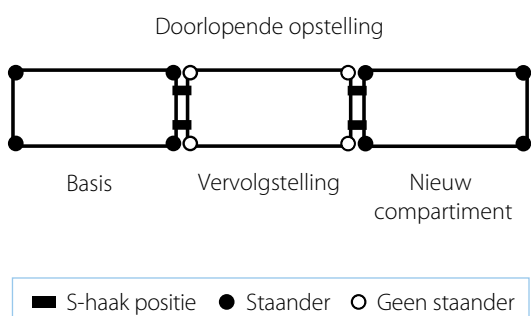 Doorlopende opstelling
Basis
Vervolgstelling
Nieuw
compartiment
S-haak positie
Staander
Geen staander